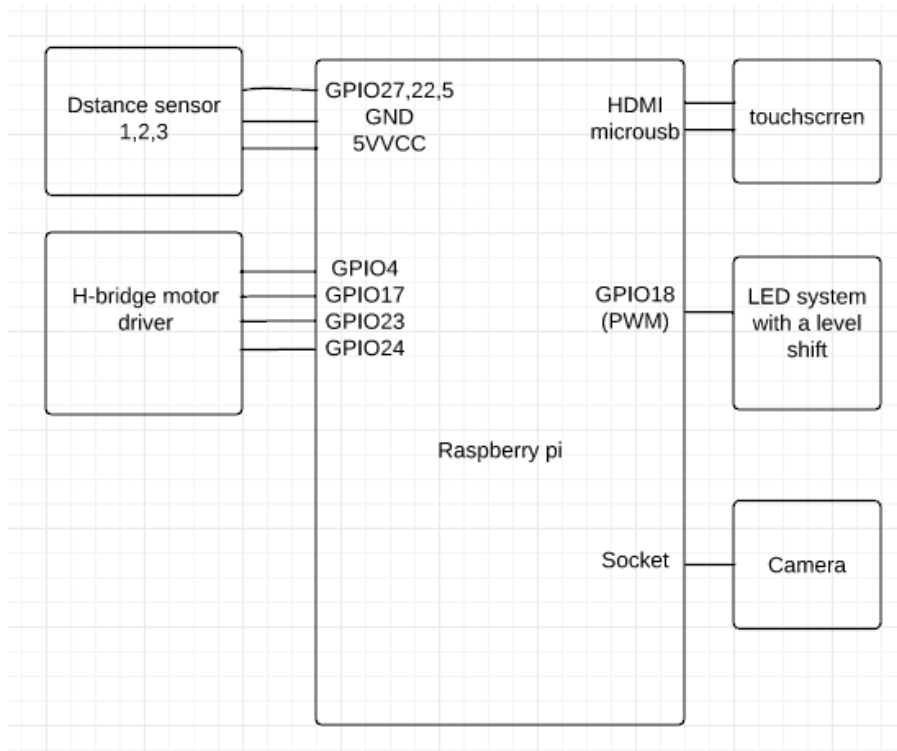 Dstance sensor
1,2,3
GPIO27,22,5
GND
5VVCC
HDMI
microusb
touchscrren
H-bridge motor
driver
GPIO4
GPIO17
GPIO23
GPIO24
GPIO18
(PWM)
LED system
with a level
shift
Raspberry pi
Socket
Camera